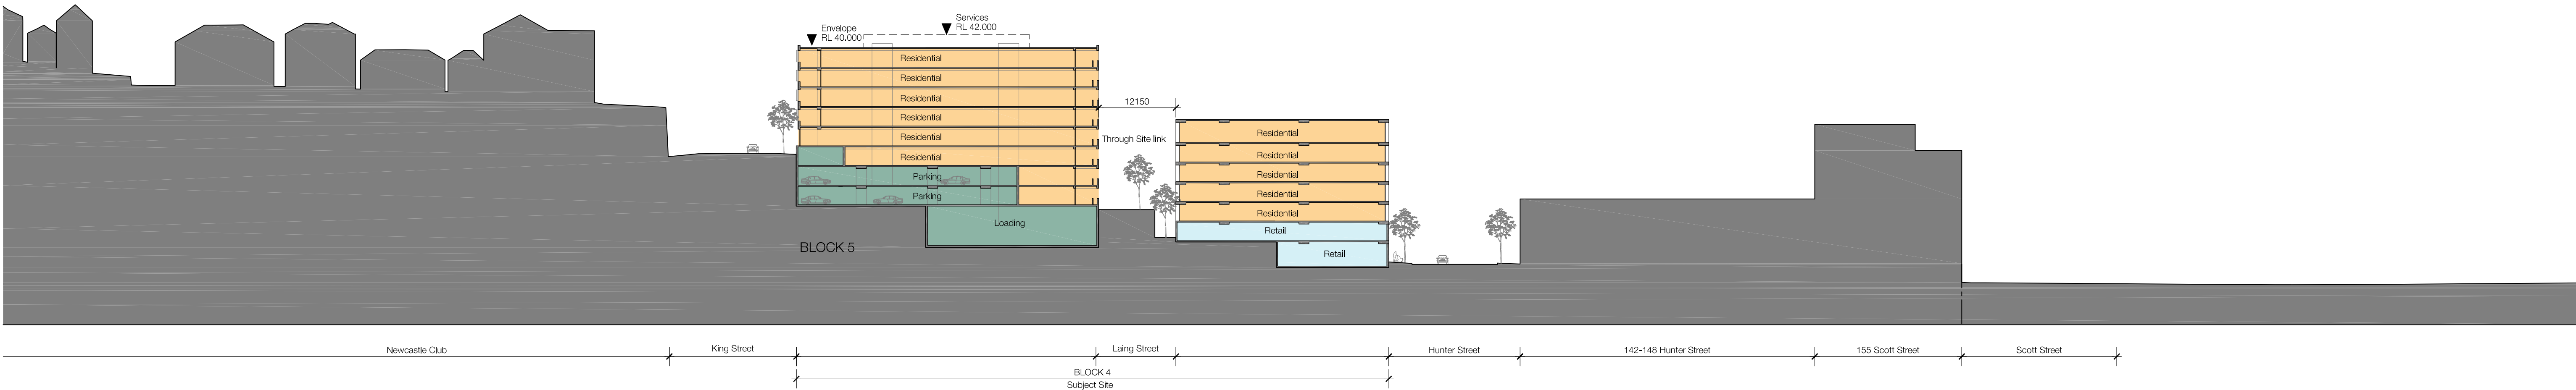 Services
RL 42.000
Envelope
RL 40.000
Residential
Residential
Residential
Residential
Residential
Residential
Parking
Parking
Loading
12150
Through Site link
Residential
Residential
Residential
Residential
Residential
Retail
Retail
BLOCK 5
Newcastle Club
King Street
Laing Street
Hunter Street
142-148 Hunter Street
155 Scott Street
Scott Street
BLOCK 4
Subject Site